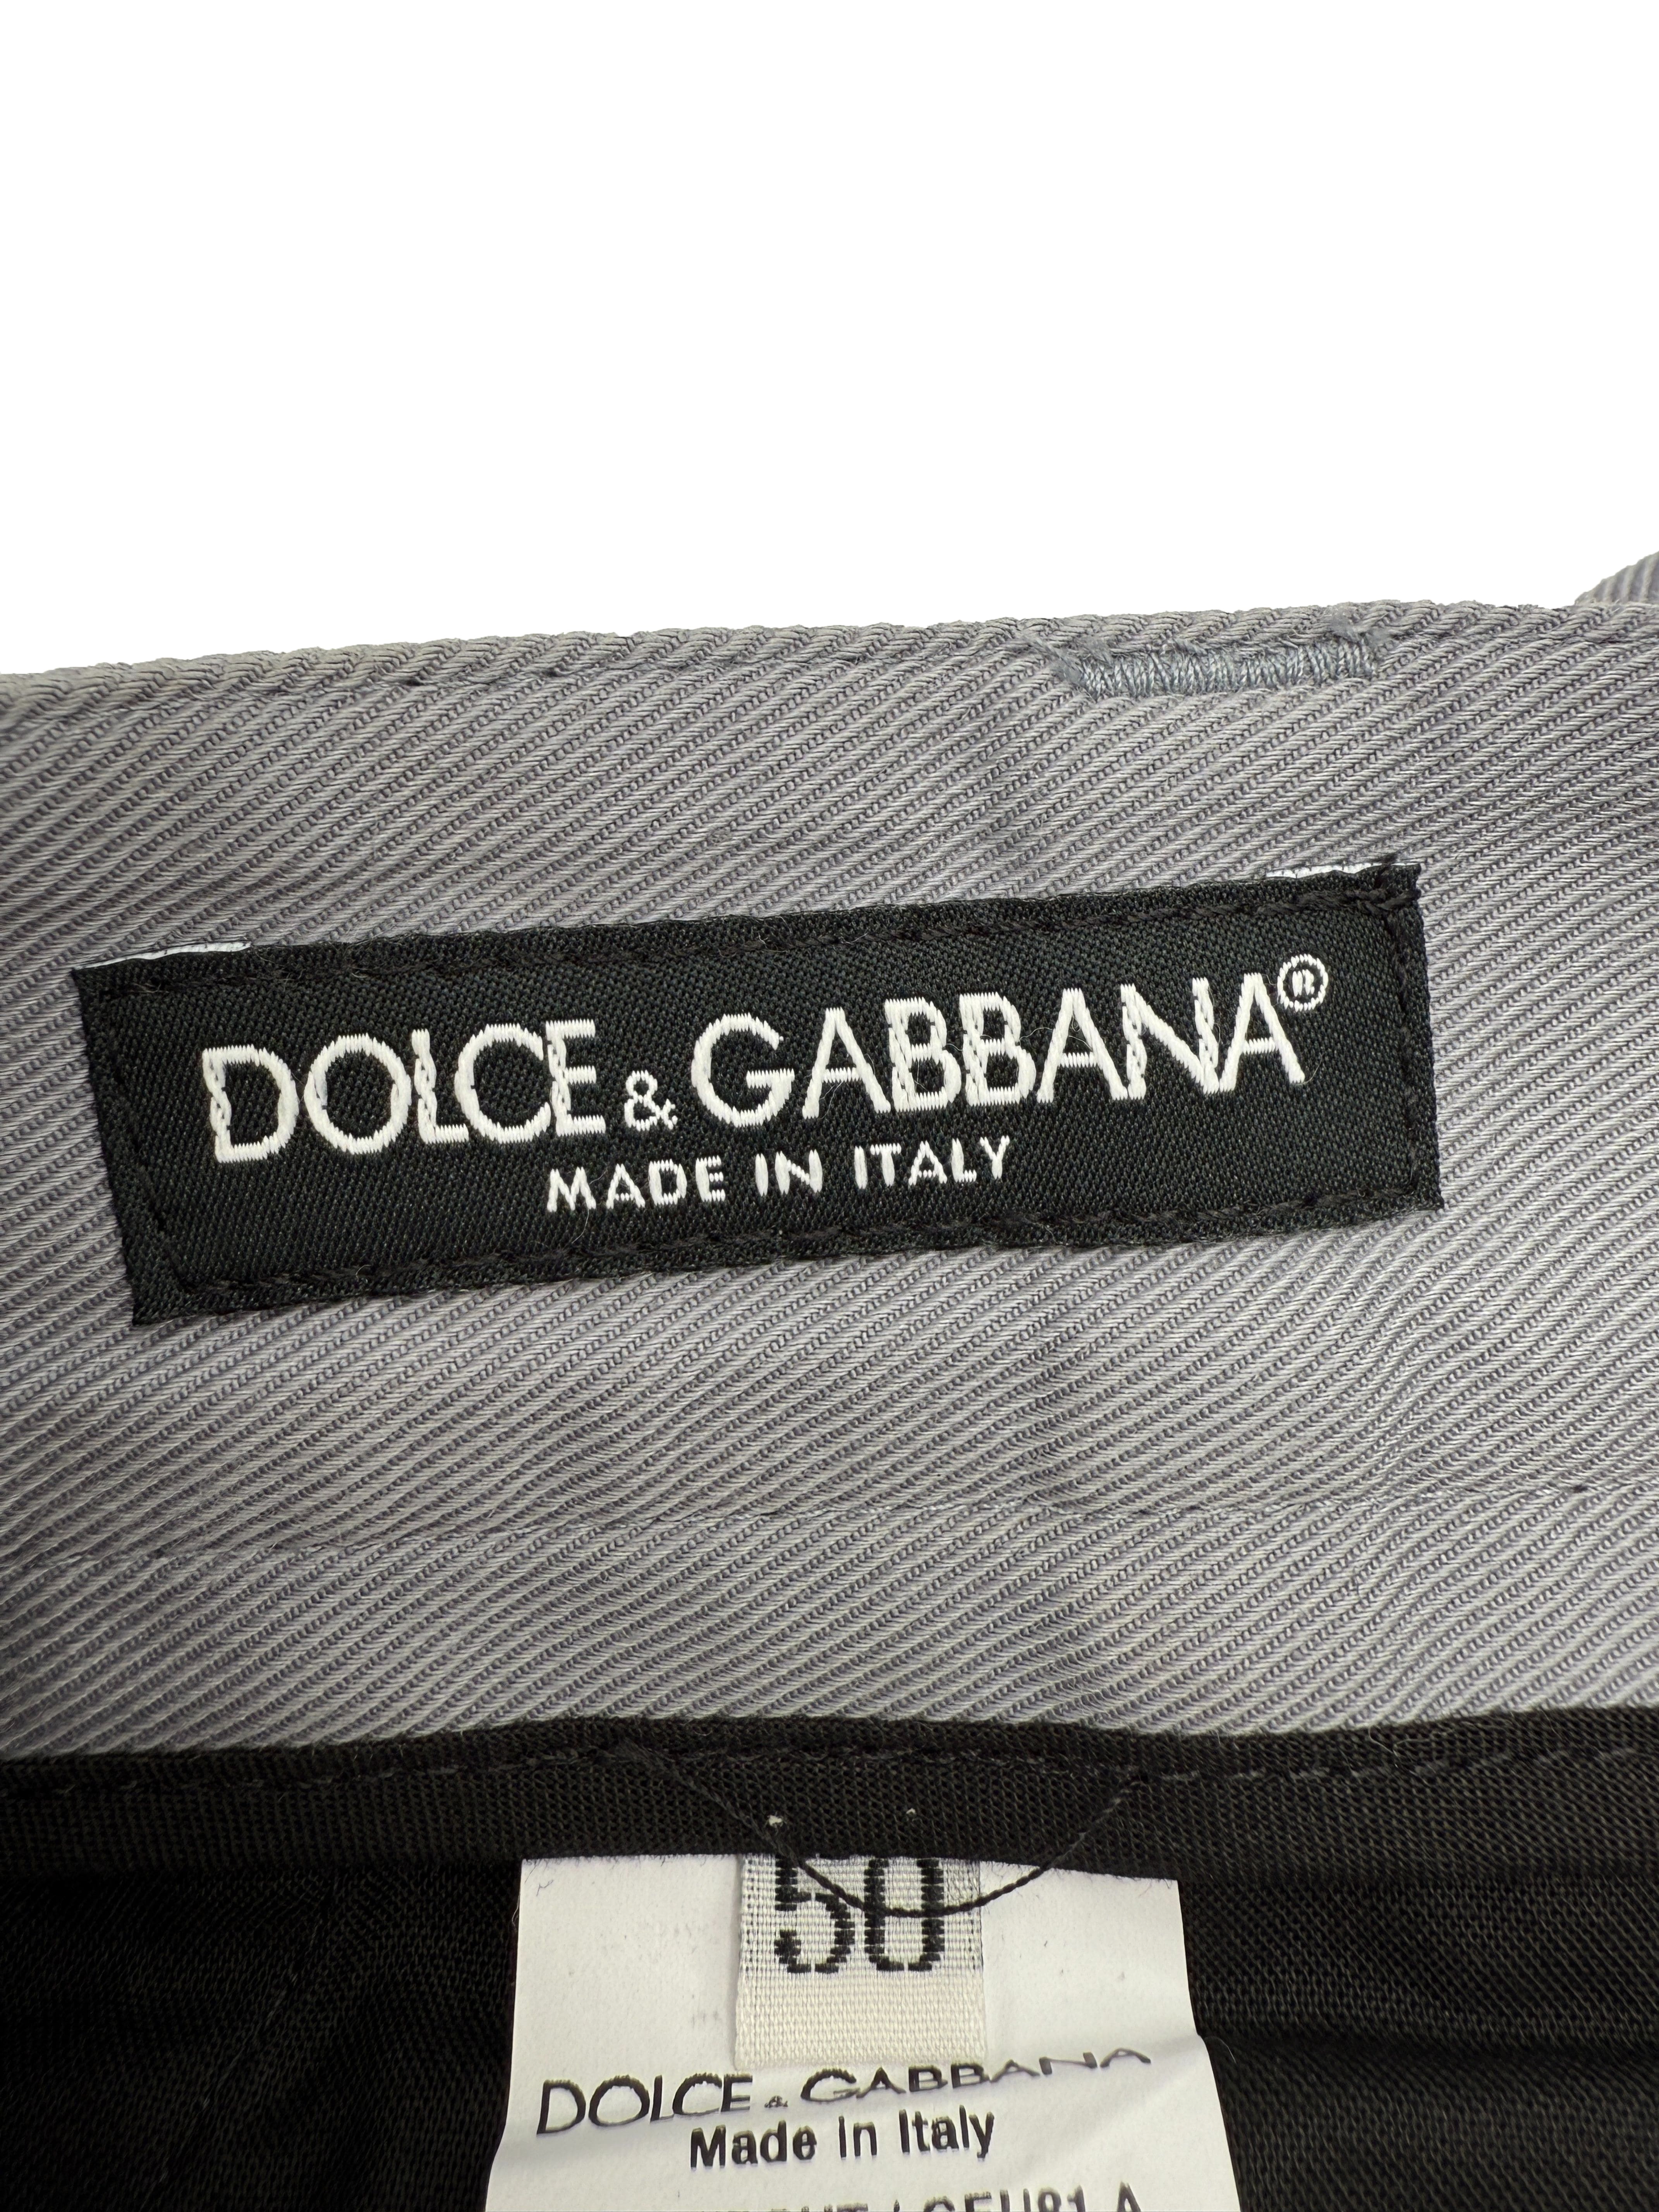 DOLCE & GABBANA®
MADE IN ITALY
50
DOLCE & GABBANA
Made in Italy